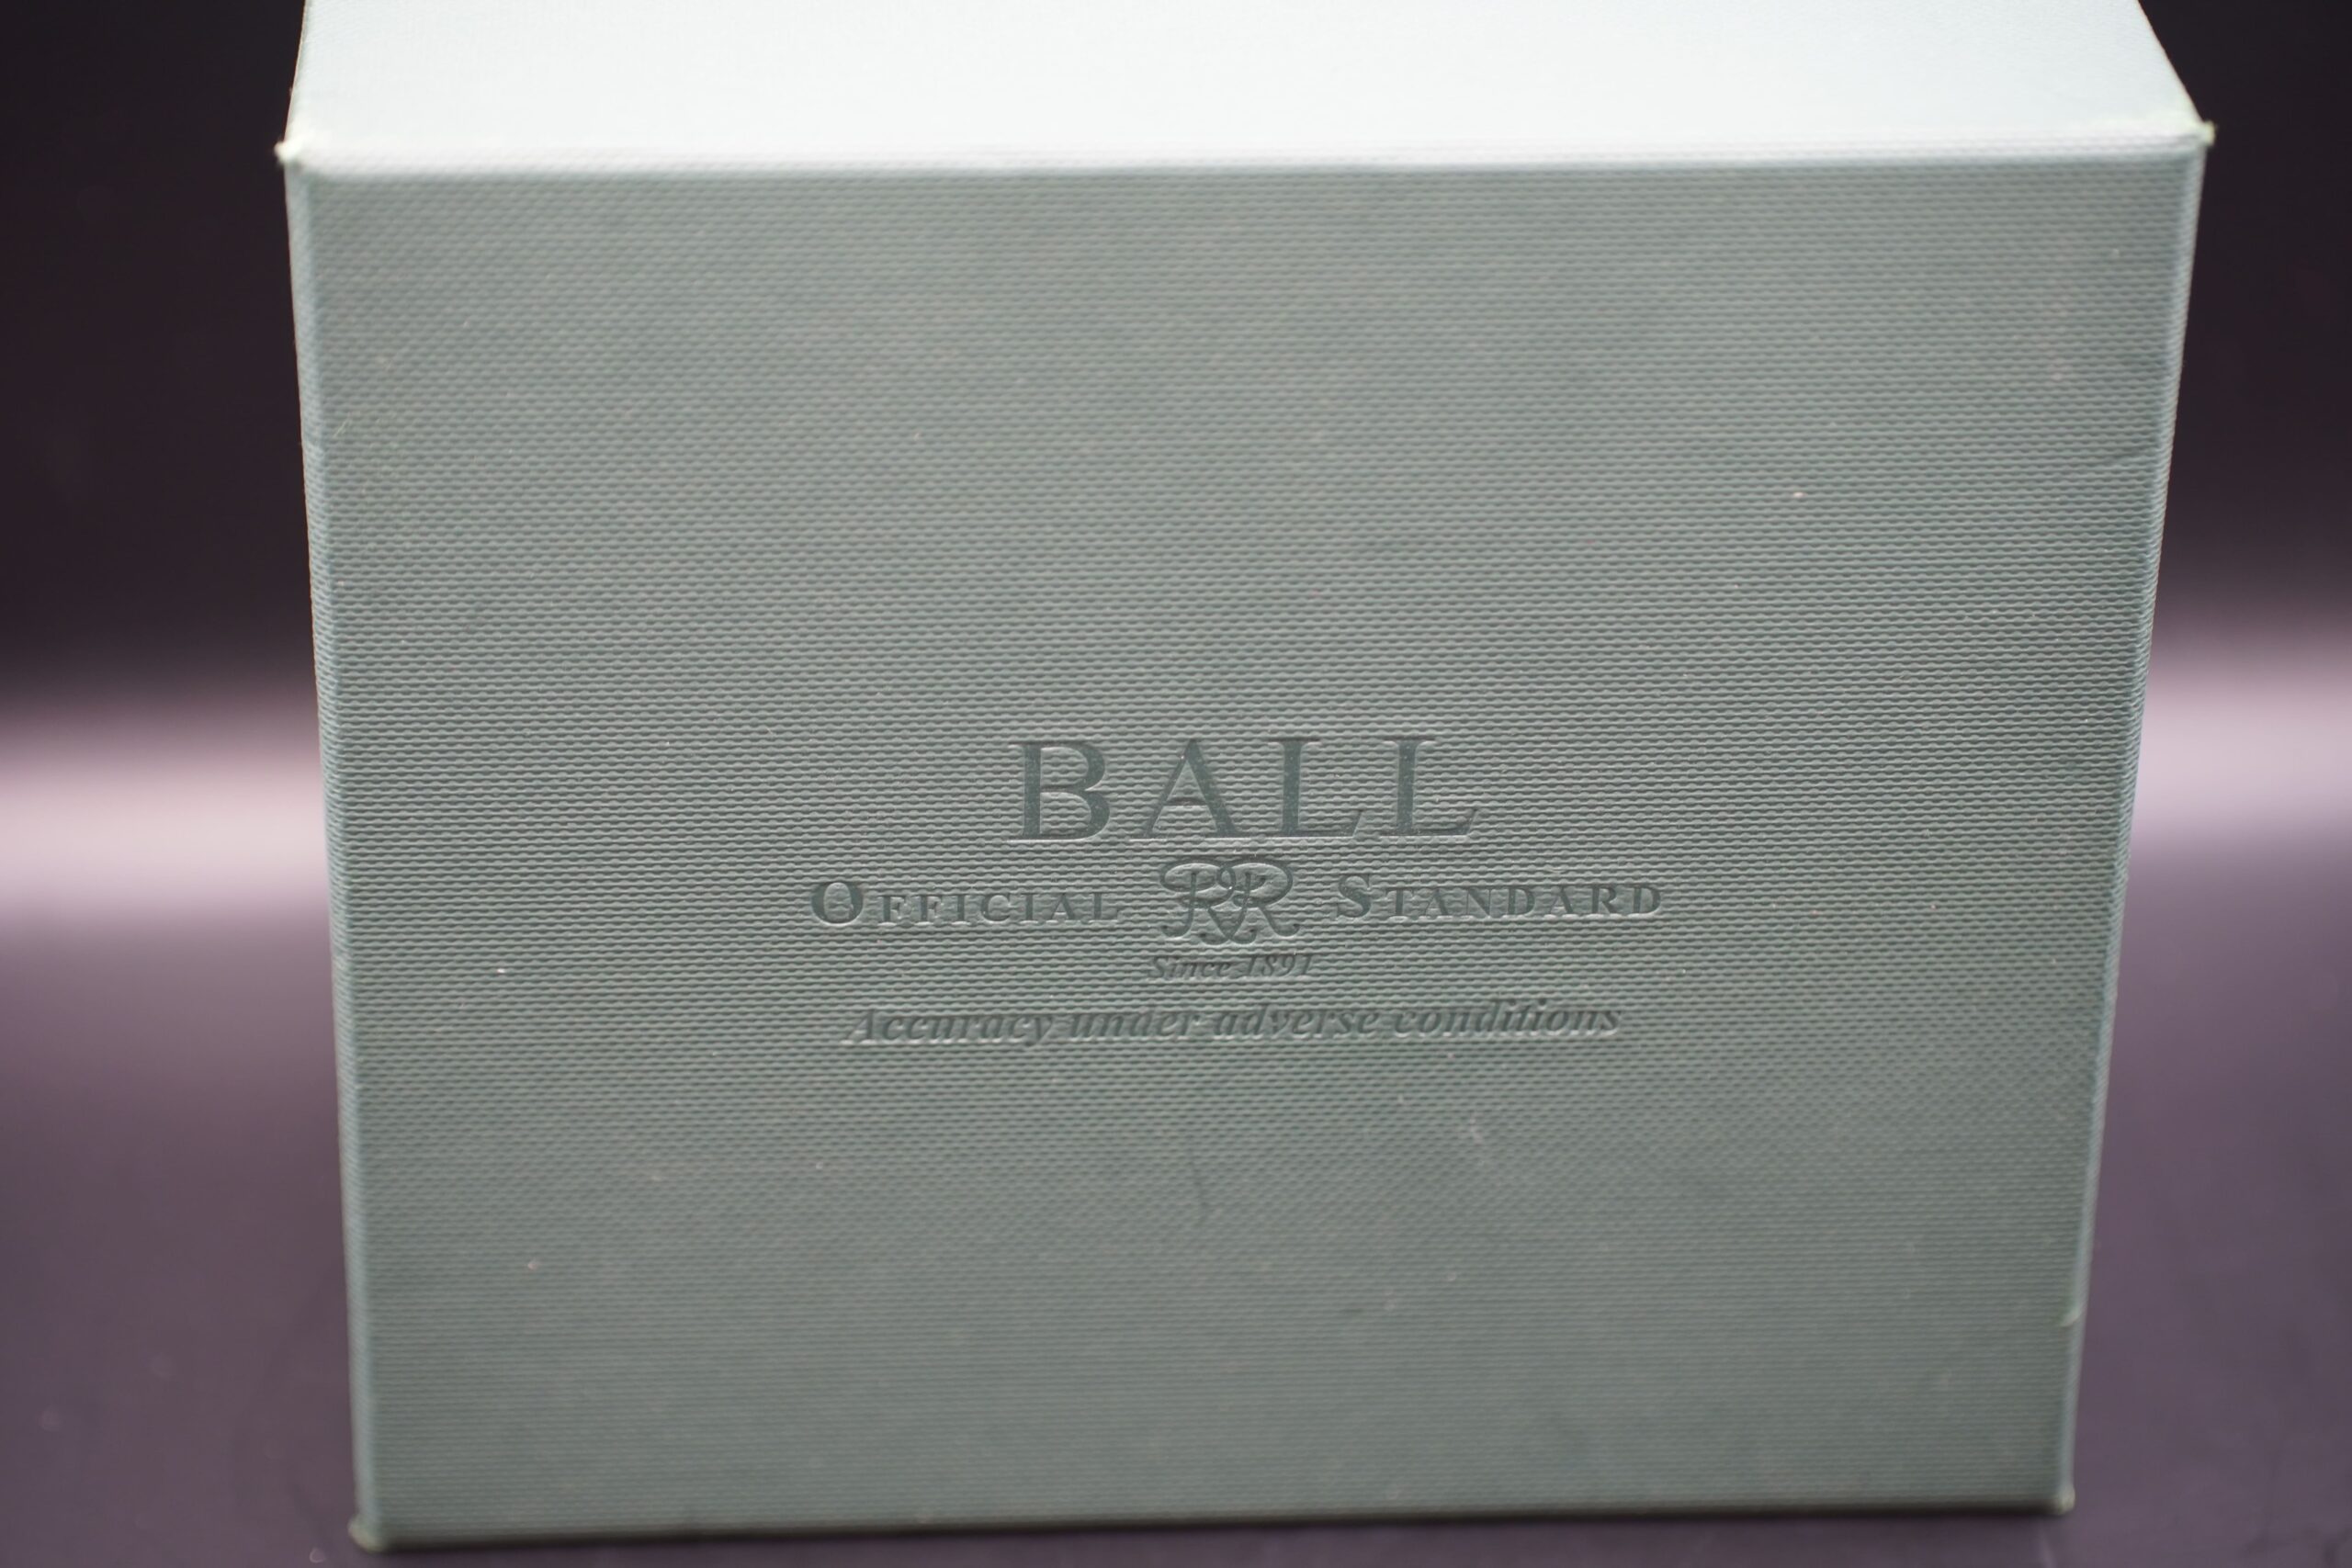 BALL
OFFICIAL RR STANDARD
Since 1891
Accuracy under adverse conditions